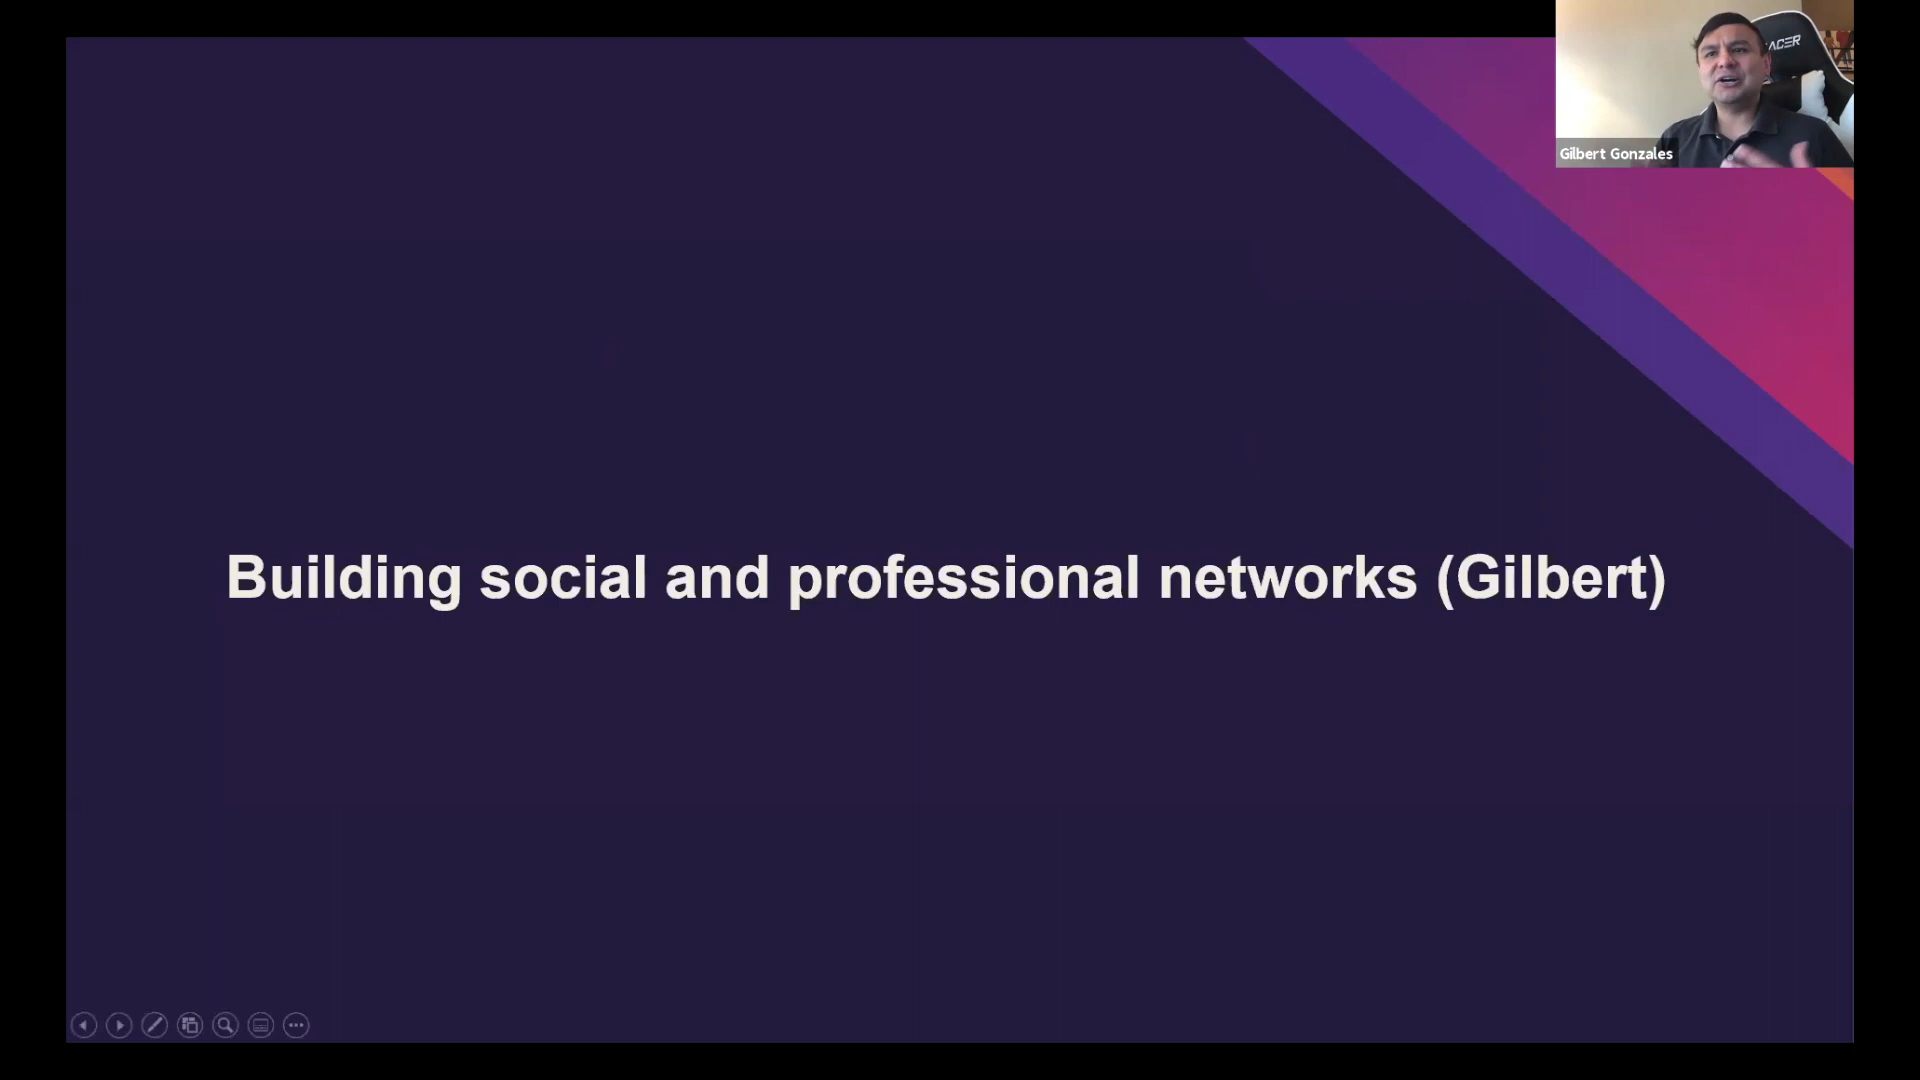 Gilbert Gonzales
Building social and professional networks (Gilbert)